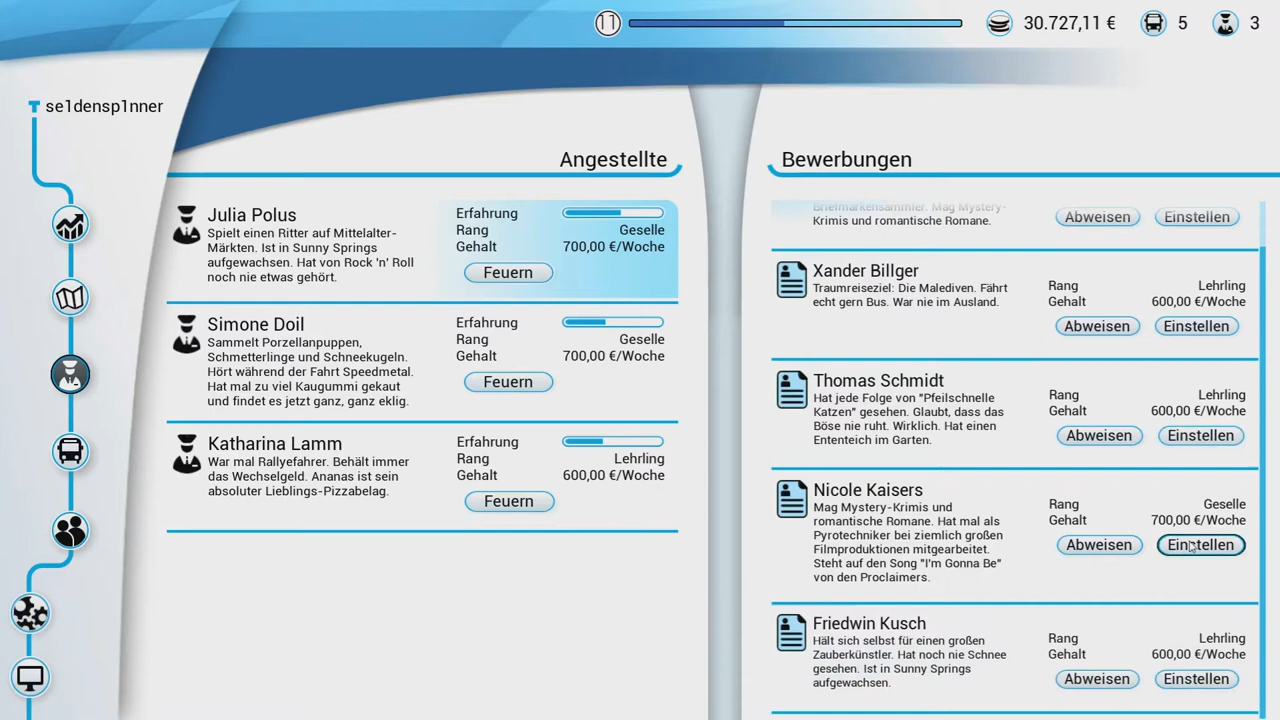 11
30.727,11 €
5
3
se1densp1nner
Angestellte
Julia Polus
Spielt einen Ritter auf Mittelalter-
Märkten. Ist in Sunny Springs
aufgewachsen. Hat von Rock 'n' Roll
noch nie etwas gehört.
Erfahrung
Rang Geselle
Gehalt 700,00 €/Woche
Feuern
Simone Doil
Sammelt Porzellanpuppen,
Schmetterlinge und Schneekugeln.
Hört während der Fahrt Speedmetal.
Hat mal zu viel Kaugummi gekaut
und findet es jetzt ganz, ganz eklig.
Erfahrung
Rang Geselle
Gehalt 700,00 €/Woche
Feuern
Katharina Lamm
War mal Rallyefahrer. Behält immer
das Wechselgeld. Ananas ist sein
absoluter Lieblings-Pizzabelag.
Erfahrung
Rang Lehrling
Gehalt 600,00 €/Woche
Feuern
Bewerbungen
Briefmarkensammler. Mag Mystery-
Krimis und romantische Romane.
Abweisen Einstellen
Xander Billger
Traumreiseziel: Die Malediven. Fährt
echt gern Bus. War nie im Ausland.
Rang Lehrling
Gehalt 600,00 €/Woche
Abweisen Einstellen
Thomas Schmidt
Hat jede Folge von "Pfeilschnelle
Katzen" gesehen. Glaubt, dass das
Böse nie ruht. Wirklich. Hat einen
Ententeich im Garten.
Rang Lehrling
Gehalt 600,00 €/Woche
Abweisen Einstellen
Nicole Kaisers
Mag Mystery-Krimis und
romantische Romane. Hat mal als
Pyrotechniker bei ziemlich großen
Filmproduktionen mitgearbeitet.
Steht auf den Song "I'm Gonna Be"
von den Proclaimers.
Rang Geselle
Gehalt 700,00 €/Woche
Abweisen Einstellen
Friedwin Kusch
Hält sich selbst für einen großen
Zauberkünstler. Hat noch nie Schnee
gesehen. Ist in Sunny Springs
aufgewachsen.
Rang Lehrling
Gehalt 600,00 €/Woche
Abweisen Einstellen